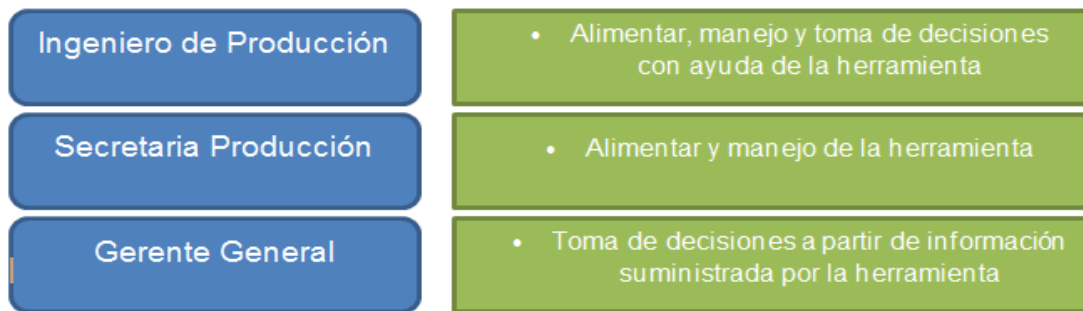 Ingeniero de Producción
• Alimentar, manejo y toma de decisiones
con ayuda de la herramienta
Secretaria Producción
• Alimentar y manejo de la herramienta
Gerente General
• Toma de decisiones a partir de información
suministrada por la herramienta